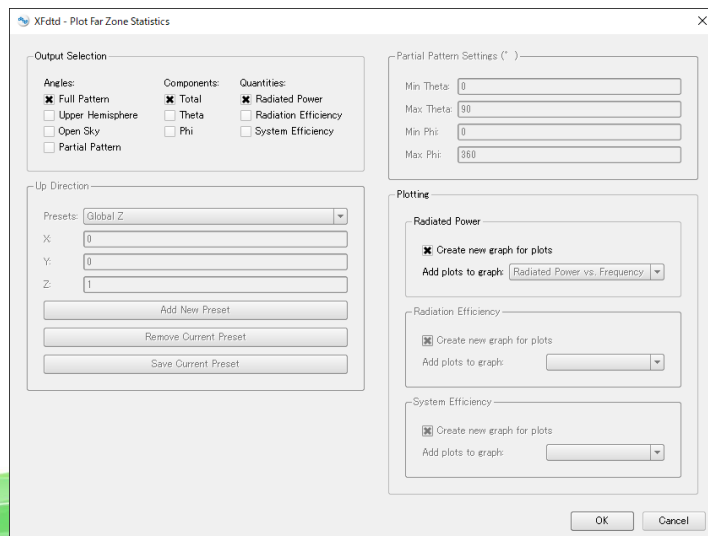 XFdtd - Plot Far Zone Statistics
Output Selection
Angles: Components: Quantities:
Full Pattern Total Radiated Power
Upper Hemisphere Theta Radiation Efficiency
Open Sky Phi System Efficiency
Partial Pattern
Up Direction
Presets: Global Z
X: 0
Y: 0
Z: 1
Add New Preset
Remove Current Preset
Save Current Preset
Partial Pattern Settings (°)
Min Theta: 0
Max Theta: 90
Min Phi: 0
Max Phi: 360
Plotting
Radiated Power
Create new graph for plots
Add plots to graph: Radiated Power vs. Frequency
Radiation Efficiency
Create new graph for plots
Add plots to graph:
System Efficiency
Create new graph for plots
Add plots to graph:
OK Cancel